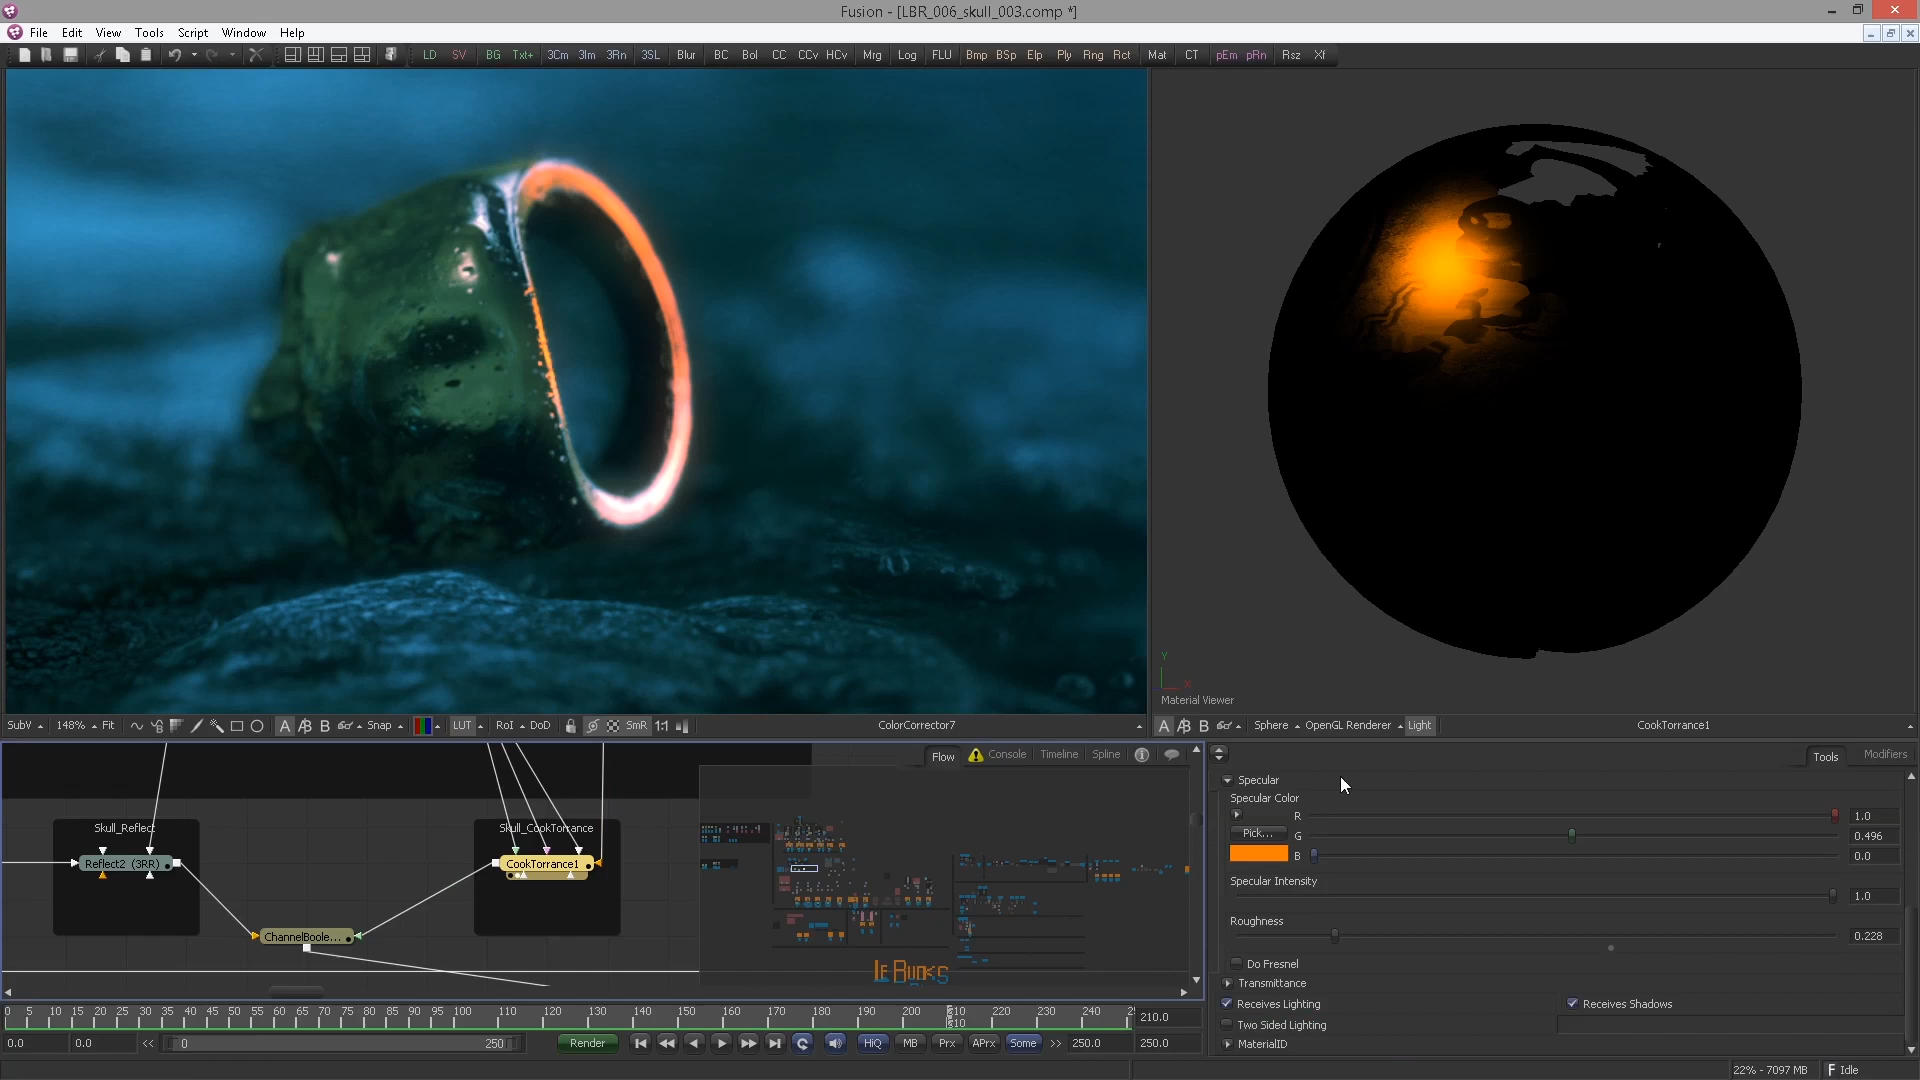 Fusion - [LBR_006_skull_003.comp *]
File Edit View Tools Script Window Help
LD SV BG Txt+ 3Cm 3Im 3Rn 3SL Blur BC Bol CC CCv HCv Mrg Log FLU Bmp BSp Elp Ply Rng Rct Mat CT pEm pRn Rsz Xf
Y
X
Material Viewer
SubV 148% Fit A B Snap LUT RoI DoD SmR 1:1 ColorCorrector7
A B Sphere OpenGL Renderer Light CookTorrance1
Flow Console Timeline Spline
Tools Modifiers
Skull_Reflect
Reflect2 (3RR)
Skull_CookTorrance
CookTorrance1
ChannelBoole...
Specular
Specular Color
R 1.0
Pick... G 0.496
B 0.0
Specular Intensity
1.0
Roughness
0.228
Do Fresnel
Transmittance
Receives Lighting Receives Shadows
Two Sided Lighting
MaterialID
0 5 10 15 20 25 30 35 40 45 50 55 60 65 70 75 80 85 90 95 100 110 120 130 140 150 160 170 180 190 200 210 220 230 240
210 210.0
0.0 0.0 << 0 250 Render HiQ MB Prx APrx Some >> 250.0 250.0
22% - 7097 MB Idle